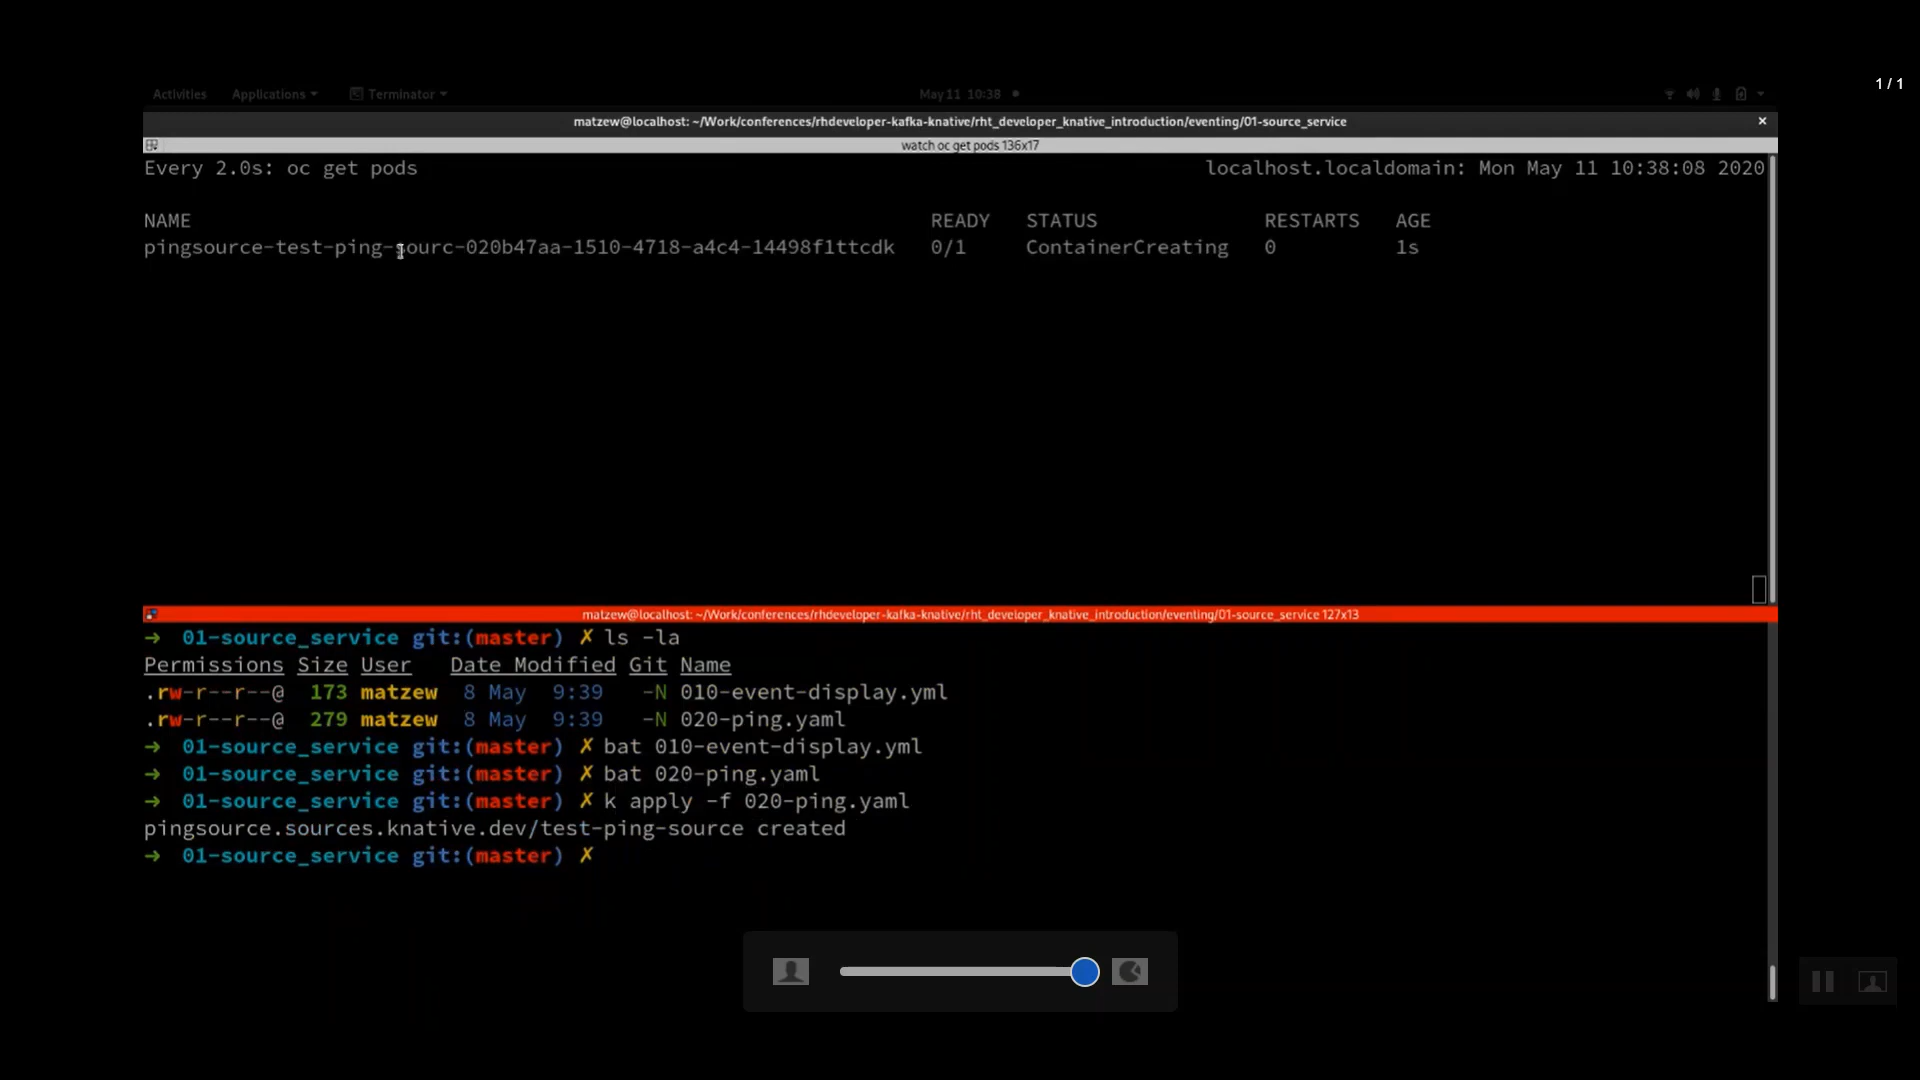 1 / 1
Activities Applications Terminator May 11 10:38
matzew@localhost: ~/Work/conferences/rhdeveloper-kafka-knative/rht_developer_knative_introduction/eventing/01-source_service
watch oc get pods 136x17
Every 2.0s: oc get pods localhost.localdomain: Mon May 11 10:38:08 2020
NAME READY STATUS RESTARTS AGE
pingsource-test-ping-sourc-020b47aa-1510-4718-a4c4-14498f1ttcdk 0/1 ContainerCreating 0 1s
matzew@localhost: ~/Work/conferences/rhdeveloper-kafka-knative/rht_developer_knative_introduction/eventing/01-source_service 127x13
→ 01-source_service git:(master) ✗ ls -la
Permissions Size User Date Modified Git Name
.rw-r--r--@ 173 matzew 8 May 9:39 -N 010-event-display.yml
.rw-r--r--@ 279 matzew 8 May 9:39 -N 020-ping.yaml
→ 01-source_service git:(master) ✗ bat 010-event-display.yml
→ 01-source_service git:(master) ✗ bat 020-ping.yaml
→ 01-source_service git:(master) ✗ k apply -f 020-ping.yaml
pingsource.sources.knative.dev/test-ping-source created
→ 01-source_service git:(master) ✗